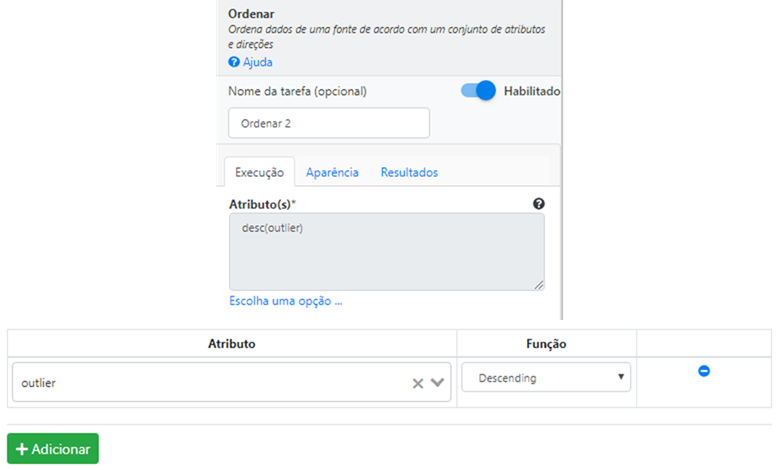 Ordenar
Ordena dados de uma fonte de acordo com um conjunto de atributos
e direções
Ajuda
Nome da tarefa (opcional)
Habilitado
Ordenar 2
Execução Aparência Resultados
Atributo(s)*
desc(outlier)
Escolha uma opção ...
Atributo Função
outlier Descending
+ Adicionar